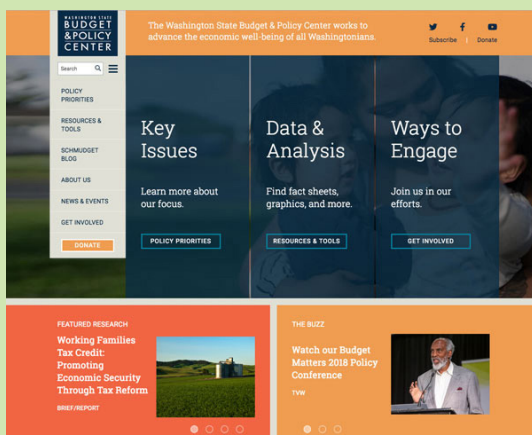 WASHINGTON STATE
BUDGET
&POLICY
CENTER
The Washington State Budget & Policy Center works to
advance the economic well-being of all Washingtonians.
Subscribe | Donate
Search
POLICY
PRIORITIES
RESOURCES &
TOOLS
SCHMUDGET
BLOG
ABOUT US
NEWS & EVENTS
GET INVOLVED
DONATE
Key
Issues
Learn more about
our focus.
POLICY PRIORITIES
Data &
Analysis
Find fact sheets,
graphics, and more.
RESOURCES & TOOLS
Ways to
Engage
Join us in our
efforts.
GET INVOLVED
FEATURED RESEARCH
Working Families
Tax Credit:
Promoting
Economic Security
Through Tax Reform
BRIEF/REPORT
THE BUZZ
Watch our Budget
Matters 2018 Policy
Conference
TVW